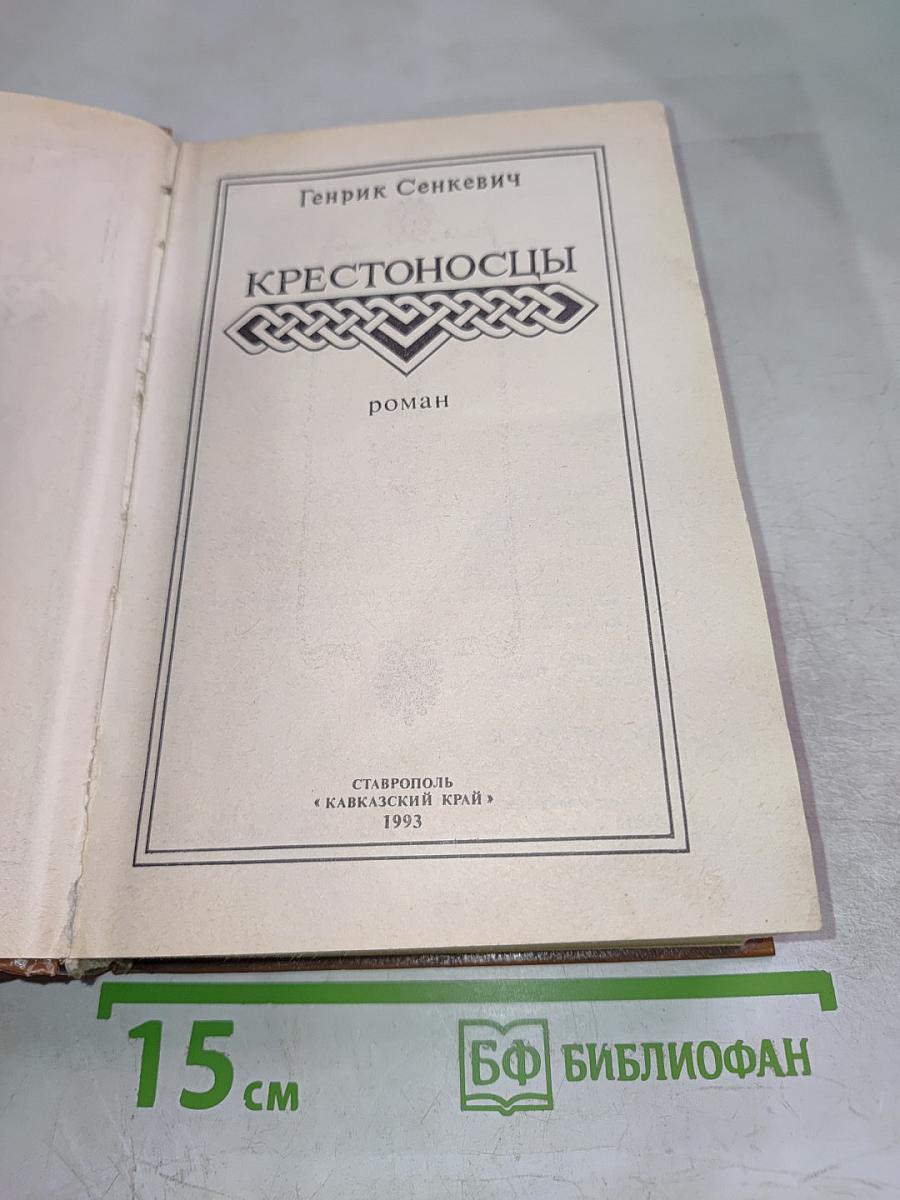 Генрик Сенкевич
КРЕСТОНОСЦЫ
роман
СТАВРОПОЛЬ
«КАВКАЗСКИЙ КРАЙ»
1993
15 см
БФ БИБЛИОФАН